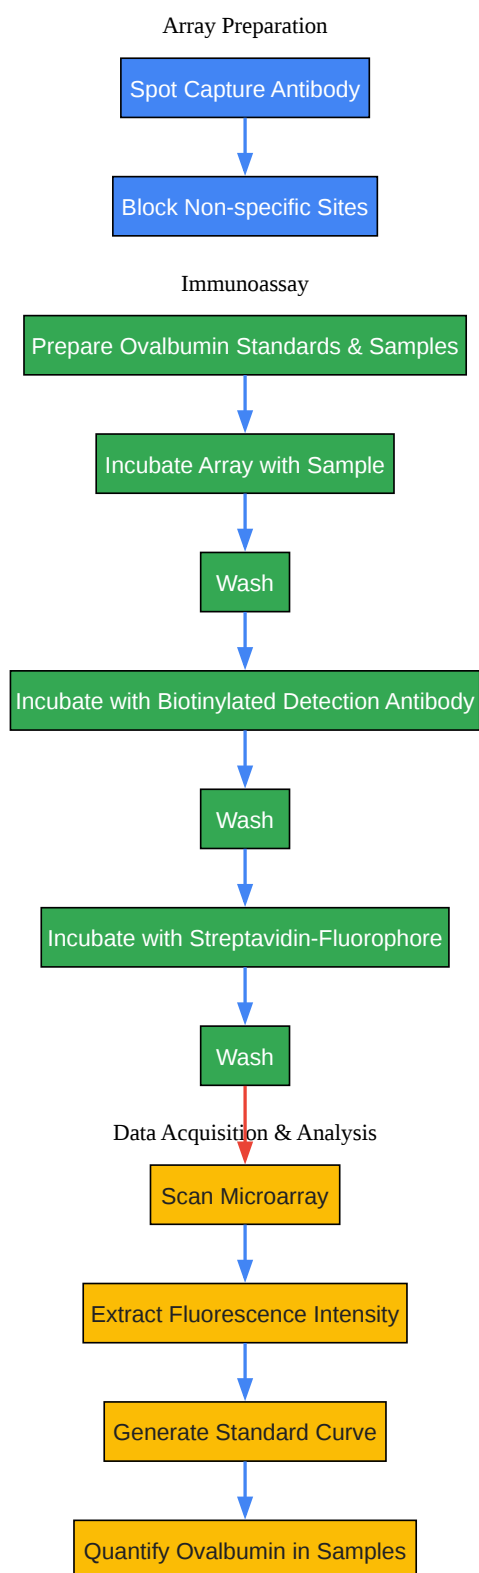 Array Preparation
Spot Capture Antibody
Block Non-specific Sites
Immunoassay
Prepare Ovalbumin Standards & Samples
Incubate Array with Sample
Wash
Incubate with Biotinylated Detection Antibody
Wash
Incubate with Streptavidin-Fluorophore
Wash
Data Acquisition & Analysis
Scan Microarray
Extract Fluorescence Intensity
Generate Standard Curve
Quantify Ovalbumin in Samples